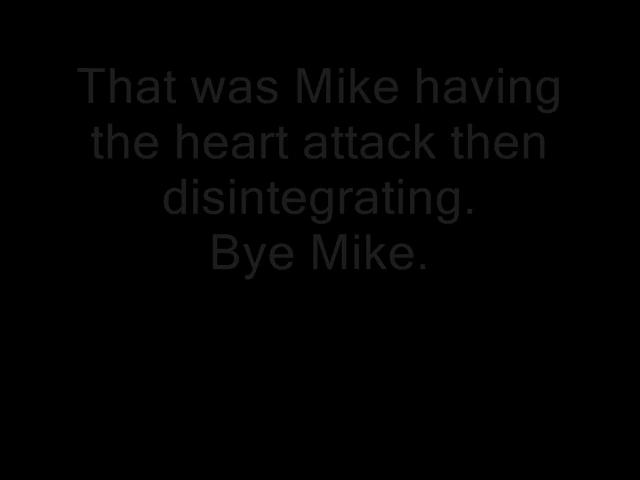 That was Mike having
the heart attack then
disintegrating.
Bye Mike.